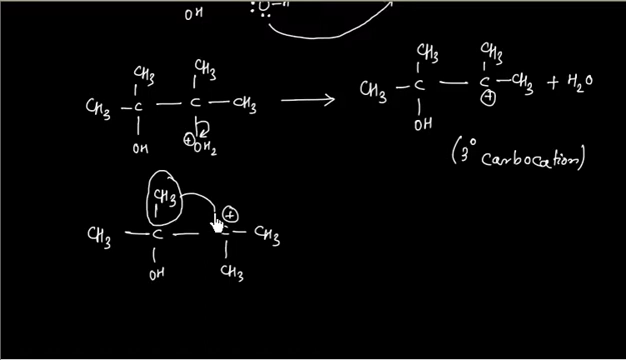 OH :O-H
CH3 CH3 CH3 CH3
CH3 - C - C - CH3 → CH3 - C - C - CH3 + H2O
OH ⊕OH2 OH ⊕
(3° carbocation)
CH3 ⊕
CH3 - C - C - CH3
OH CH3